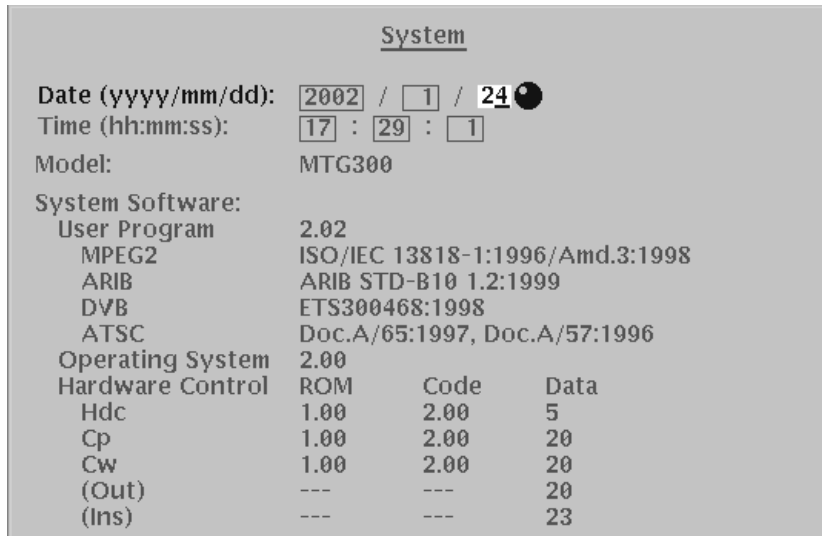 System
Date (yyyy/mm/dd): 2002 / 1 / 24
Time (hh:mm:ss): 17 : 29 : 1
Model: MTG300
System Software:
User Program 2.02
MPEG2 ISO/IEC 13818-1:1996/Amd.3:1998
ARIB ARIB STD-B10 1.2:1999
DVB ETS300468:1998
ATSC Doc.A/65:1997, Doc.A/57:1996
Operating System 2.00
Hardware Control ROM Code Data
Hdc 1.00 2.00 5
Cp 1.00 2.00 20
Cw 1.00 2.00 20
(Out) --- --- 20
(Ins) --- --- 23